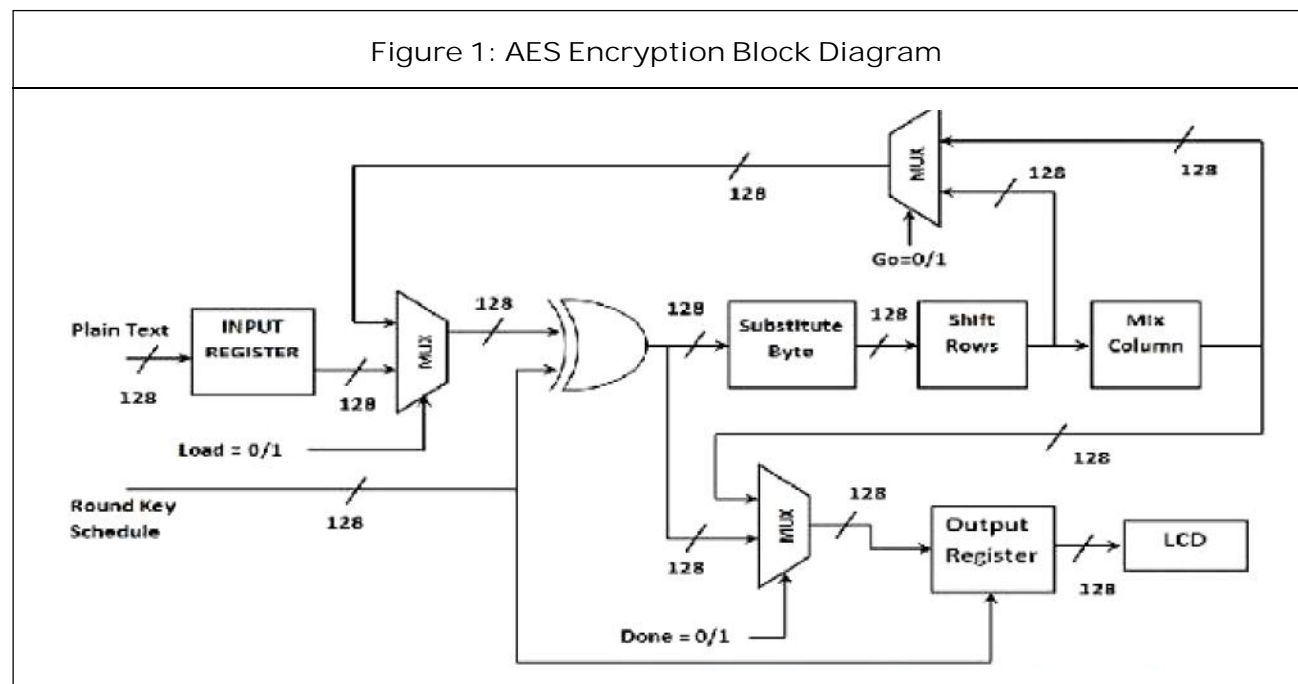 Figure 1: AES Encryption Block Diagram
MUX
128
128
128
Go=0/1
Plain Text
128
INPUT
REGISTER
128
MUX
128
Load = 0/1
128
Substitute
Byte
128
Shift
Rows
Mix
Column
128
Round Key
Schedule
128
128
MUX
128
Done = 0/1
Output
Register
128
LCD